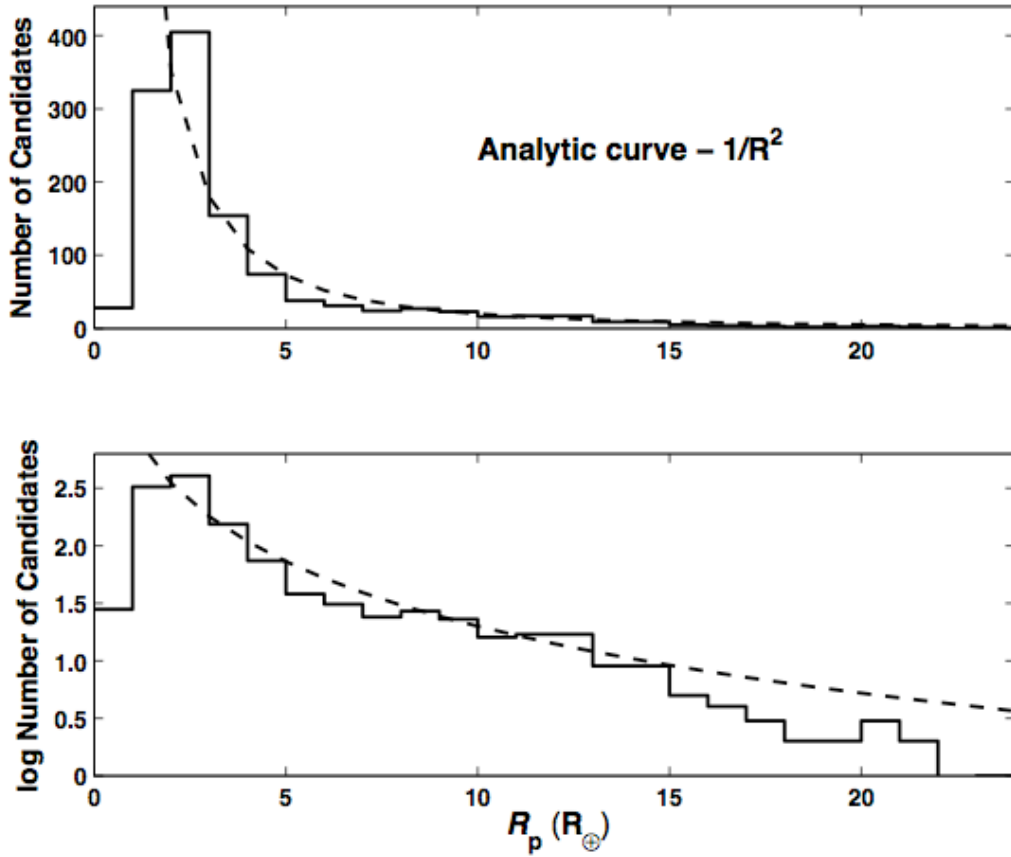 Number of Candidates
400
300
200
100
0
Analytic curve – 1/R²
0 5 10 15 20
log Number of Candidates
2.5
2.0
1.5
1.0
0.5
0
0 5 10 15 20
Rₚ (R⊕)